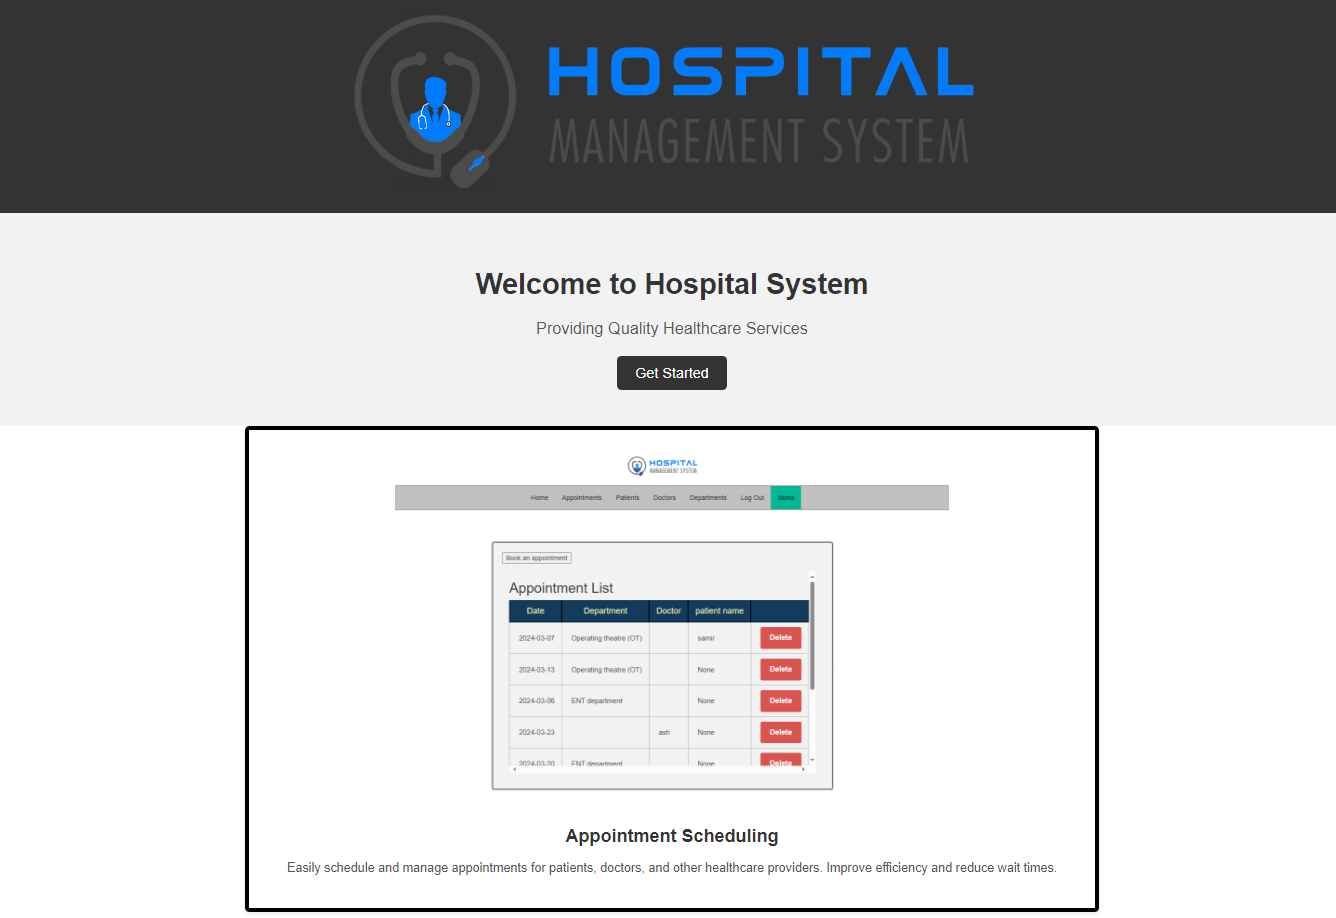 HOSPITAL
MANAGEMENT SYSTEM
Welcome to Hospital System
Providing Quality Healthcare Services
Get Started
HOSPITAL
MANAGEMENT SYSTEM
Home Appointments Patients Doctors Departments Log Out Mona
Book an appointment
Appointment List
Date Department Doctor patient name
2024-03-07 Operating theatre (OT) samir Delete
2024-03-13 Operating theatre (OT) None Delete
2024-03-06 ENT department None Delete
2024-03-23 ash None Delete
2024-03-20 ENT department None Delete
Appointment Scheduling
Easily schedule and manage appointments for patients, doctors, and other healthcare providers. Improve efficiency and reduce wait times.